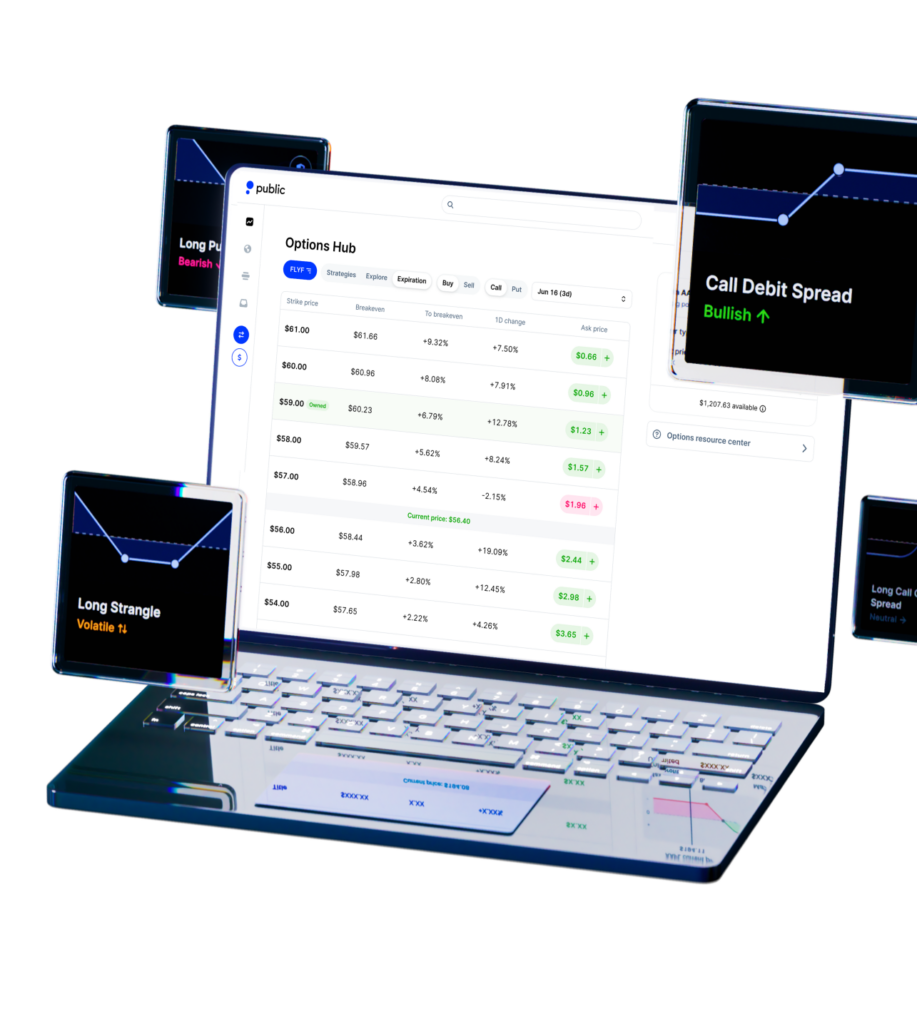 public
Options Hub
FLYF
Strategies Explore Expiration Buy Sell Call Put Jun 16 (3d)
Strike price Breakeven To breakeven 1D change Ask price
$61.00 $61.66 +9.32% +7.50% $0.66 +
$60.00 $60.96 +8.08% +7.91% $0.96 +
$59.00 Owned $60.23 +6.79% +12.78% $1.23 +
$58.00 $59.57 +5.62% +8.24% $1.57 +
$57.00 $58.96 +4.54% -2.15% $1.96 +
Current price: $56.40
$56.00 $58.44 +3.62% +19.09% $2.44 +
$55.00 $57.98 +2.80% +12.45% $2.98 +
$54.00 $57.65 +2.22% +4.26% $3.65 +
$1,207.63 available
Options resource center
Long Pu
Bearish
Call Debit Spread
Bullish ↑
Long Strangle
Volatile ↑↓
Long Call
Spread
Neutral →